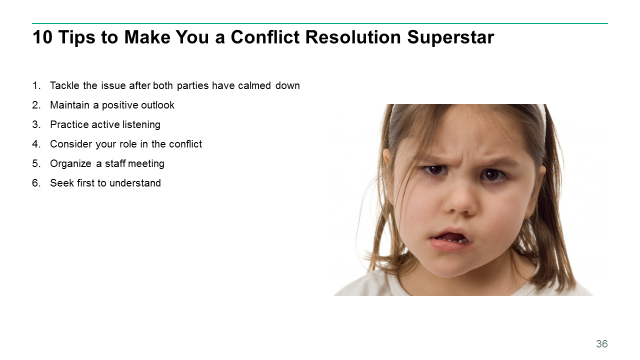 10 Tips to Make You a Conflict Resolution Superstar
1. Tackle the issue after both parties have calmed down
2. Maintain a positive outlook
3. Practice active listening
4. Consider your role in the conflict
5. Organize a staff meeting
6. Seek first to understand
36